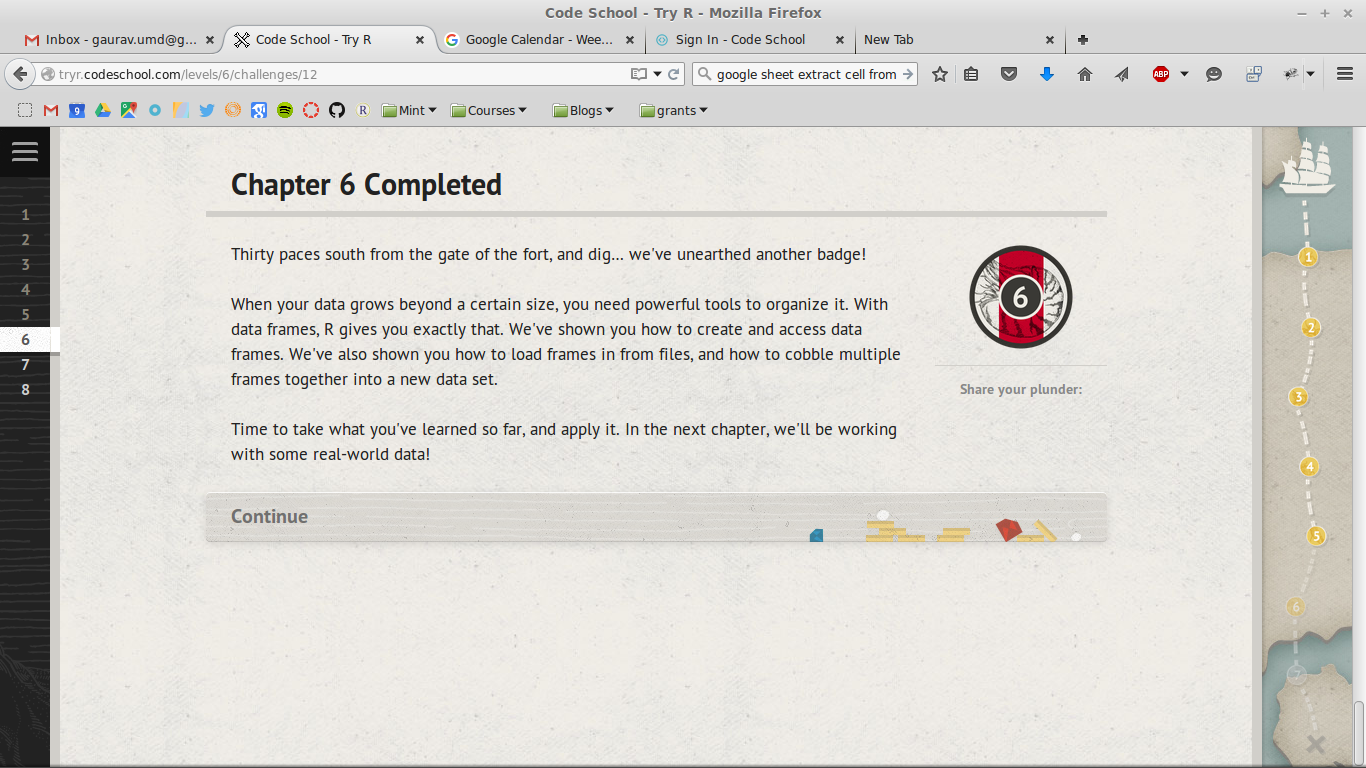 Code School - Try R - Mozilla Firefox
Inbox - gaurav.umd@g...
Code School - Try R
Google Calendar - Wee...
Sign In - Code School
New Tab
tryr.codeschool.com/levels/6/challenges/12
google sheet extract cell from
ABP
9
R
Mint
Courses
Blogs
grants
1
2
3
4
5
6
7
8
Chapter 6 Completed
Thirty paces south from the gate of the fort, and dig... we've unearthed another badge!
When your data grows beyond a certain size, you need powerful tools to organize it. With
data frames, R gives you exactly that. We've shown you how to create and access data
frames. We've also shown you how to load frames in from files, and how to cobble multiple
frames together into a new data set.
Time to take what you've learned so far, and apply it. In the next chapter, we'll be working
with some real-world data!
6
Share your plunder:
Continue
1
2
3
4
5
6
7